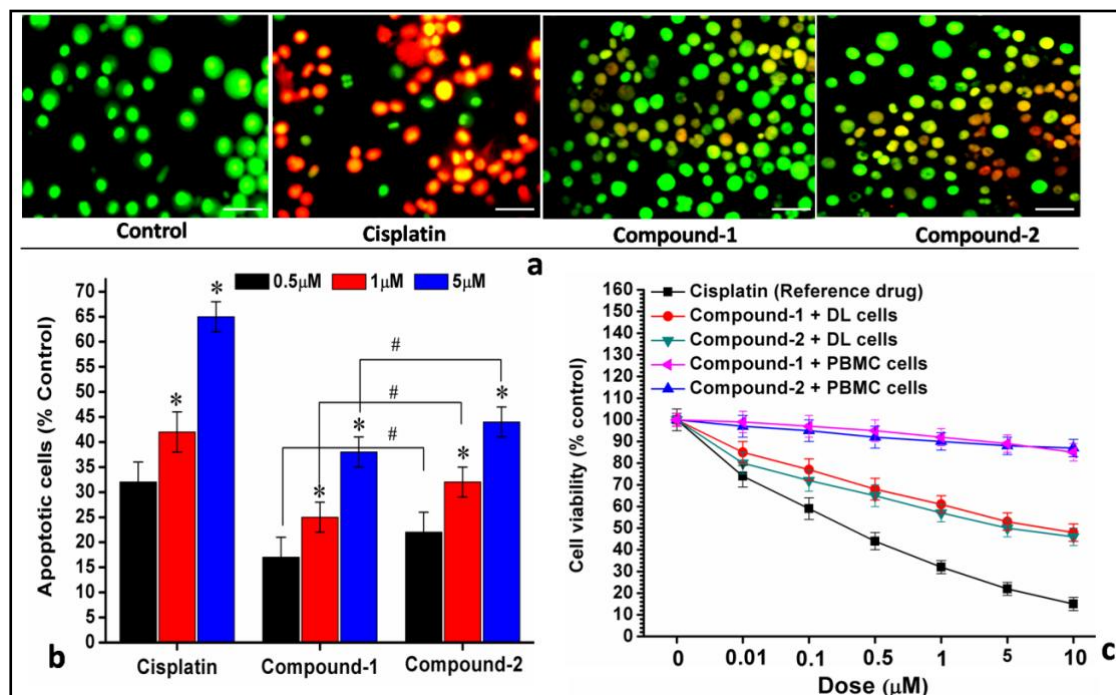 Control Cisplatin Compound-1 Compound-2
a
0.5μM 1μM 5μM
Apoptotic cells (% Control)
70
65
60
55
50
45
40
35
30
25
20
15
10
5
0
* * *
* * *
* * *
#
#
#
Cisplatin Compound-1 Compound-2
b
Cisplatin (Reference drug)
Compound-1 + DL cells
Compound-2 + DL cells
Compound-1 + PBMC cells
Compound-2 + PBMC cells
Cell viability (% control)
160
150
140
130
120
110
100
90
80
70
60
50
40
30
20
10
0
0 0.01 0.1 0.5 1 5 10
Dose (μM)
c